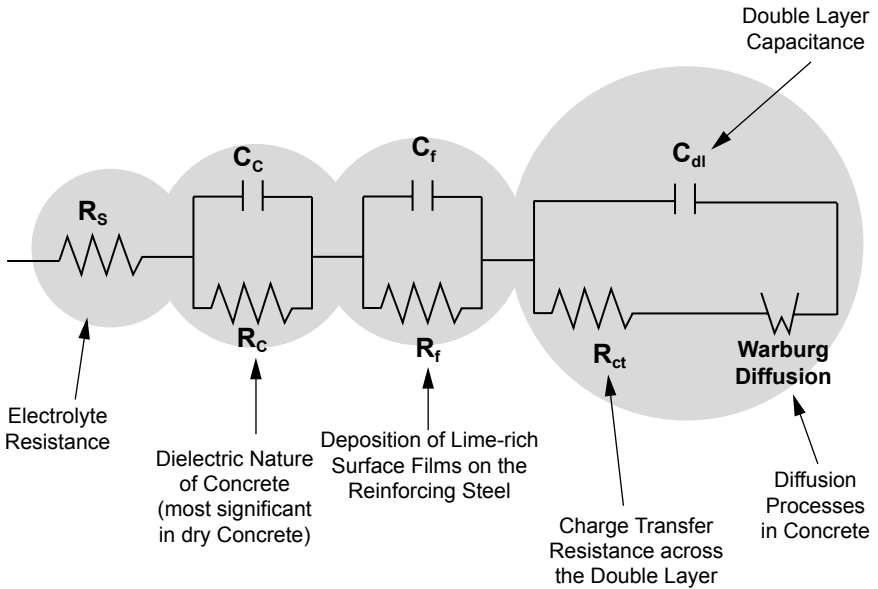 Double Layer
Capacitance
C_C
C_f
C_dl
R_S
R_C
R_f
R_ct
Warburg
Diffusion
Electrolyte
Resistance
Dielectric Nature
of Concrete
(most significant
in dry Concrete)
Deposition of Lime-rich
Surface Films on the
Reinforcing Steel
Charge Transfer
Resistance across
the Double Layer
Diffusion
Processes
in Concrete